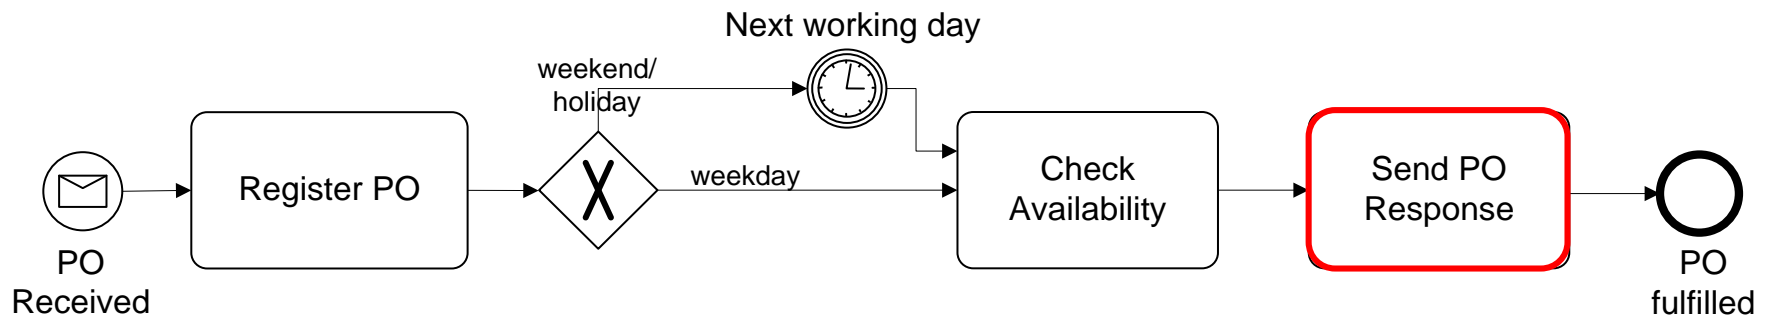 Next working day
weekend/
holiday
PO
Received
Register PO
weekday
Check
Availability
Send PO
Response
PO
fulfilled